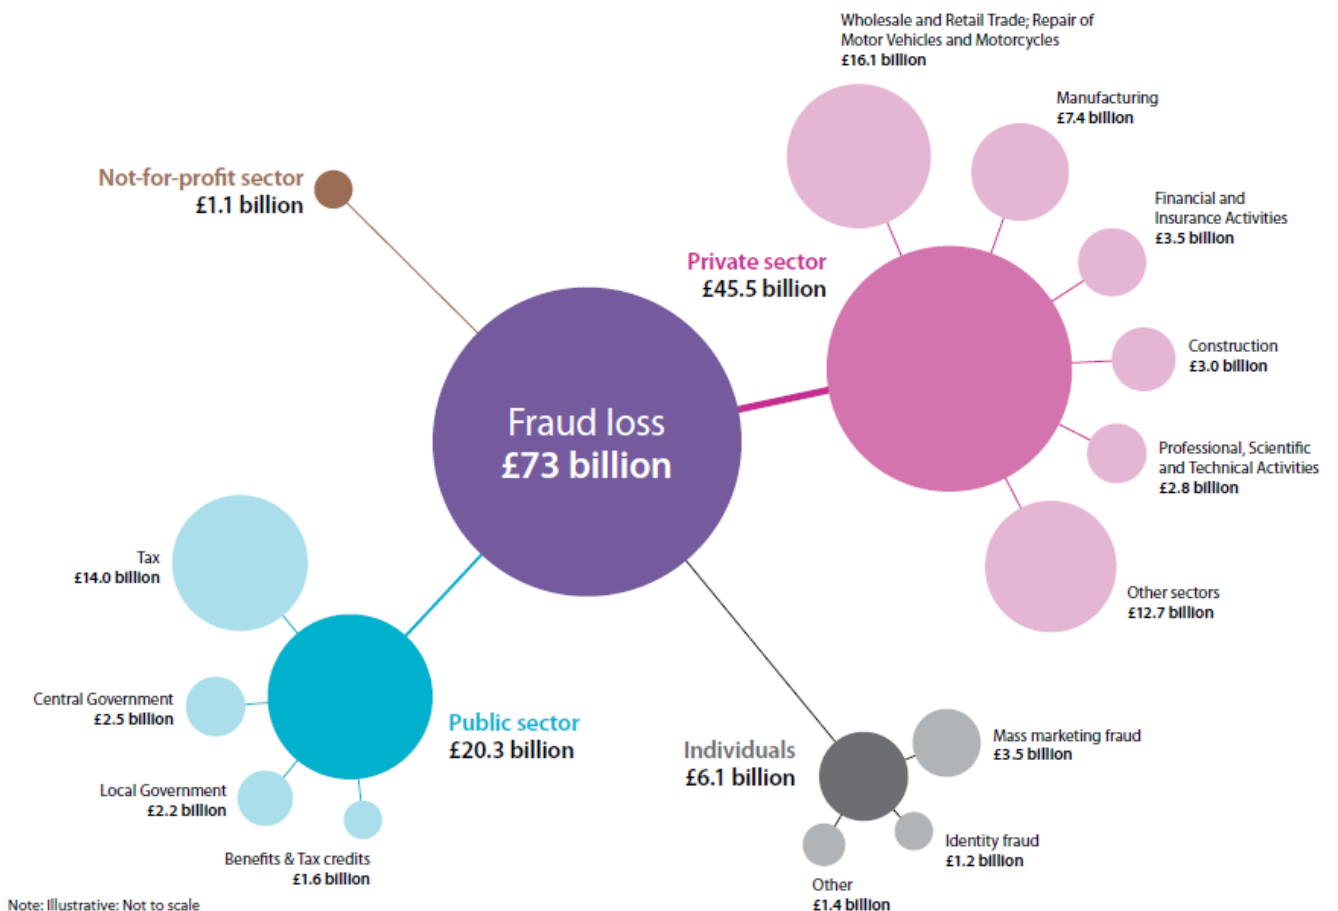 Wholesale and Retail Trade; Repair of
Motor Vehicles and Motorcycles
£16.1 billion
Manufacturing
£7.4 billion
Financial and
Insurance Activities
£3.5 billion
Not-for-profit sector
£1.1 billion
Private sector
£45.5 billion
Construction
£3.0 billion
Fraud loss
£73 billion
Professional, Scientific
and Technical Activities
£2.8 billion
Other sectors
£12.7 billion
Tax
£14.0 billion
Central Government
£2.5 billion
Public sector
£20.3 billion
Local Government
£2.2 billion
Benefits & Tax credits
£1.6 billion
Individuals
£6.1 billion
Mass marketing fraud
£3.5 billion
Identity fraud
£1.2 billion
Other
£1.4 billion
Note: Illustrative: Not to scale